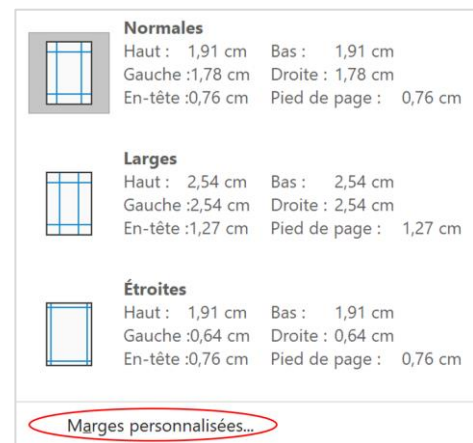 Normales
Haut : 1,91 cm Bas : 1,91 cm
Gauche :1,78 cm Droite : 1,78 cm
En-tête :0,76 cm Pied de page : 0,76 cm
Larges
Haut : 2,54 cm Bas : 2,54 cm
Gauche :2,54 cm Droite : 2,54 cm
En-tête :1,27 cm Pied de page : 1,27 cm
Étroites
Haut : 1,91 cm Bas : 1,91 cm
Gauche :0,64 cm Droite : 0,64 cm
En-tête :0,76 cm Pied de page : 0,76 cm
Marges personnalisées...